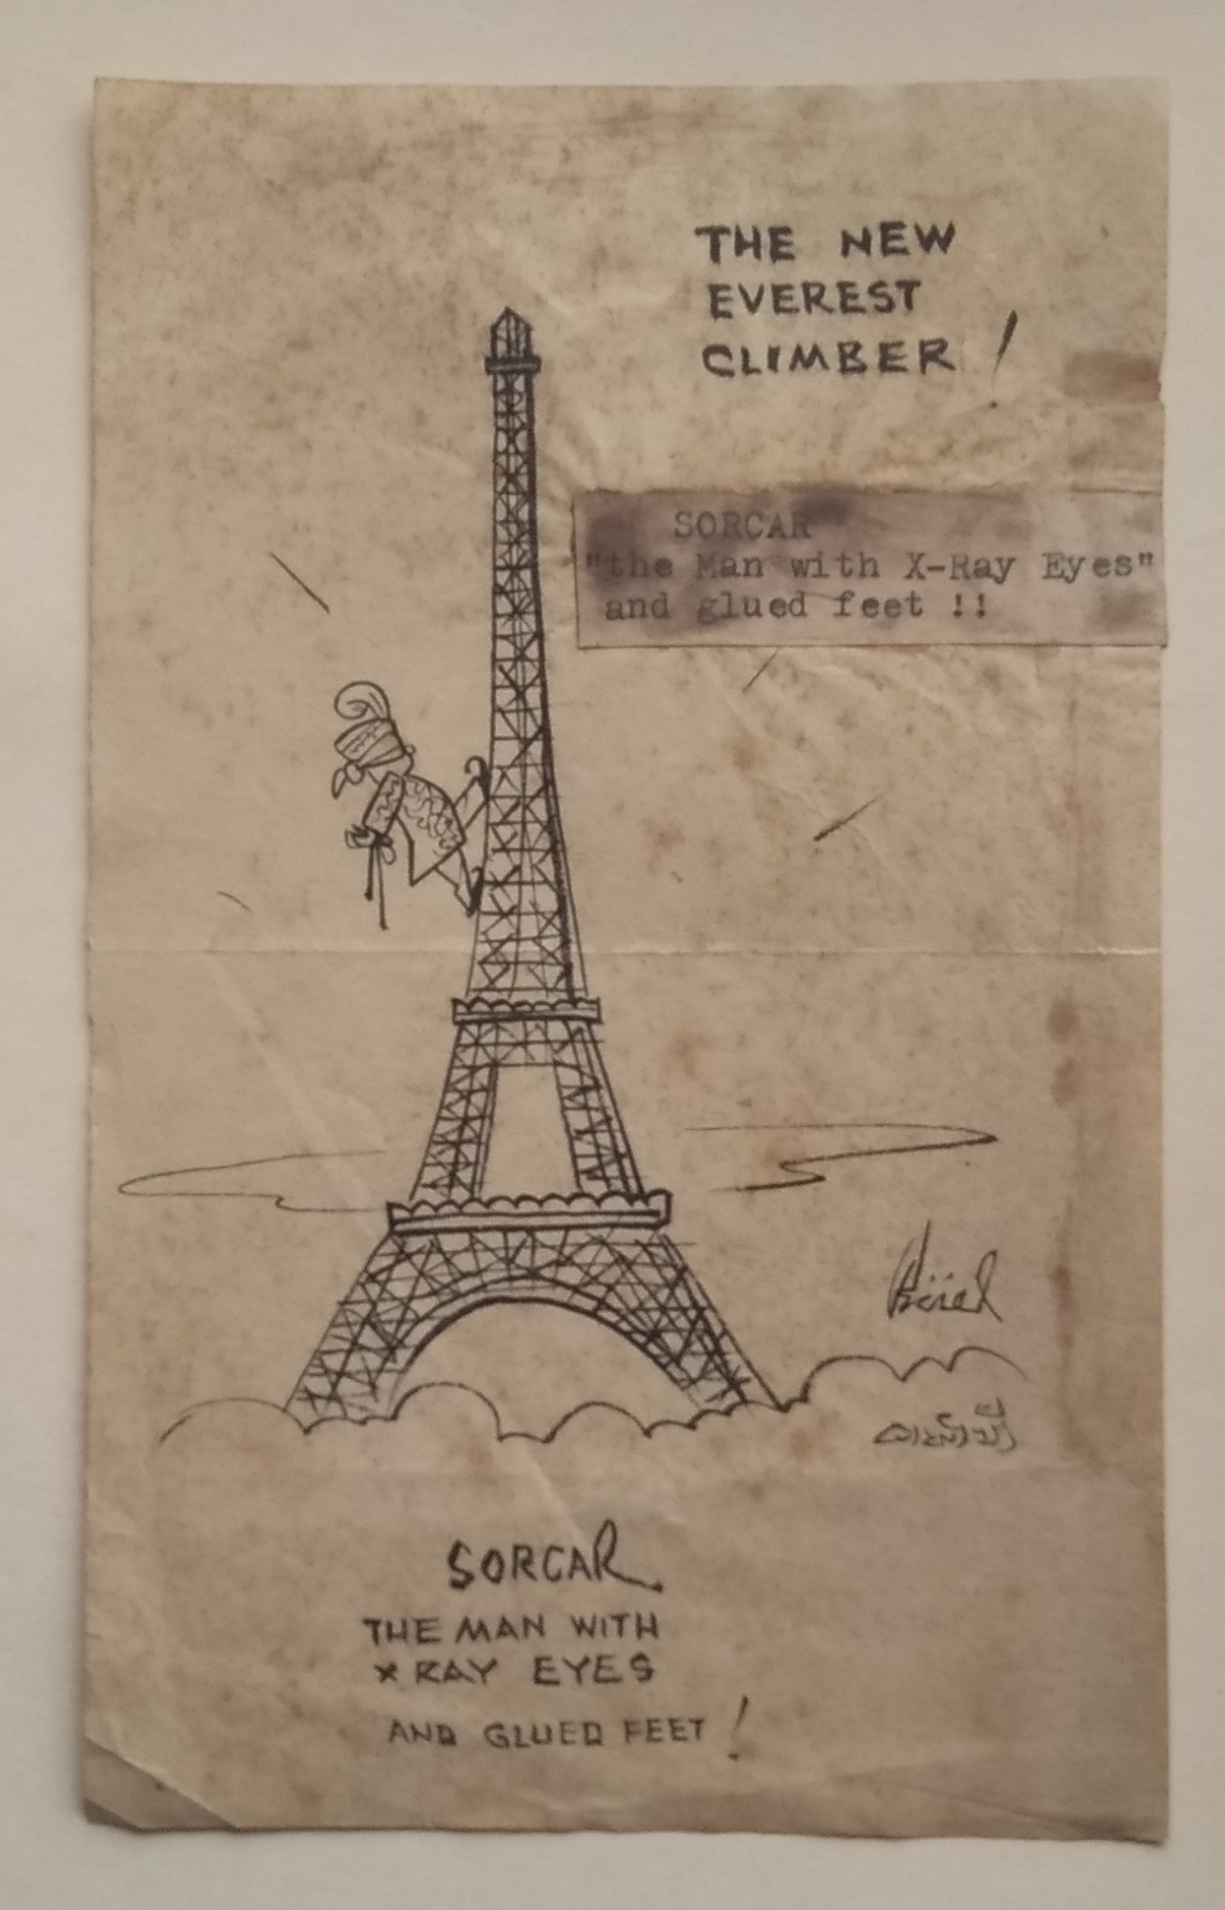 THE NEW
EVEREST
CLIMBER!
SORCAR
"the Man with X-Ray Eyes"
and glued feet !!
SORCAR.
THE MAN WITH
X RAY EYES
AND GLUED FEET!